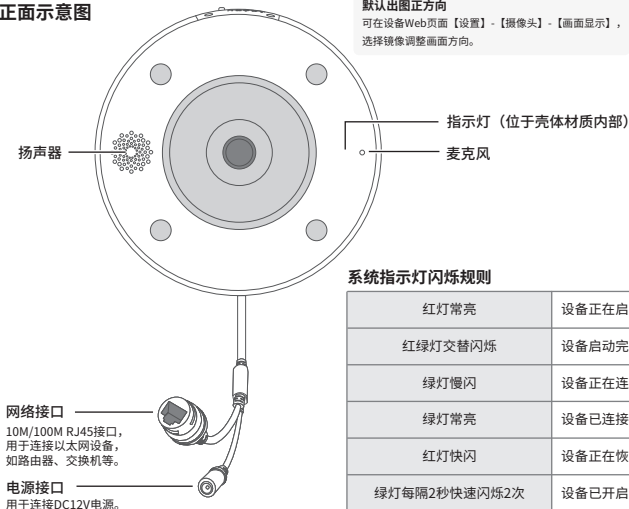 正面示意图
默认出图正方向
可在设备Web页面【设置】-【摄像头】-【画面显示】,
选择镜像调整画面方向。
扬声器
指示灯（位于壳体材质内部）
麦克风
网络接口
10M/100M RJ45接口，
用于连接以太网设备，
如路由器、交换机等。
电源接口
用于连接DC12V电源。
系统指示灯闪烁规则
红灯常亮 设备正在启
红绿灯交替闪烁 设备启动完
绿灯慢闪 设备正在连
绿灯常亮 设备已连接
红灯快闪 设备正在恢
绿灯每隔2秒快速闪烁2次 设备已开启